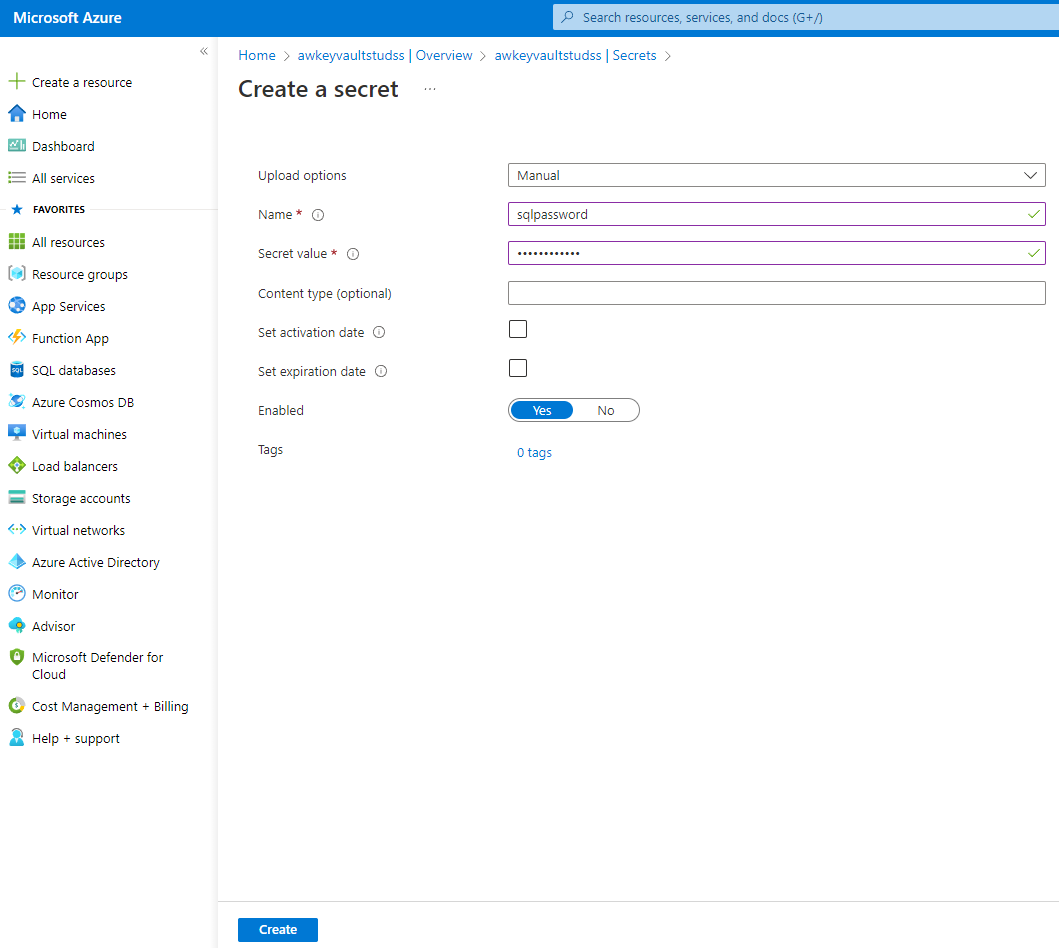 Microsoft Azure
Search resources, services, and docs (G+/)
«
Create a resource
Home
Dashboard
All services
FAVORITES
All resources
Resource groups
App Services
Function App
SQL databases
Azure Cosmos DB
Virtual machines
Load balancers
Storage accounts
Virtual networks
Azure Active Directory
Monitor
Advisor
Microsoft Defender for
Cloud
Cost Management + Billing
Help + support
Home > awkeyvaultstudss | Overview > awkeyvaultstudss | Secrets >
Create a secret ...
Upload options Manual
Name * sqlpassword
Secret value * ••••••••••••
Content type (optional)
Set activation date
Set expiration date
Enabled Yes No
Tags 0 tags
Create